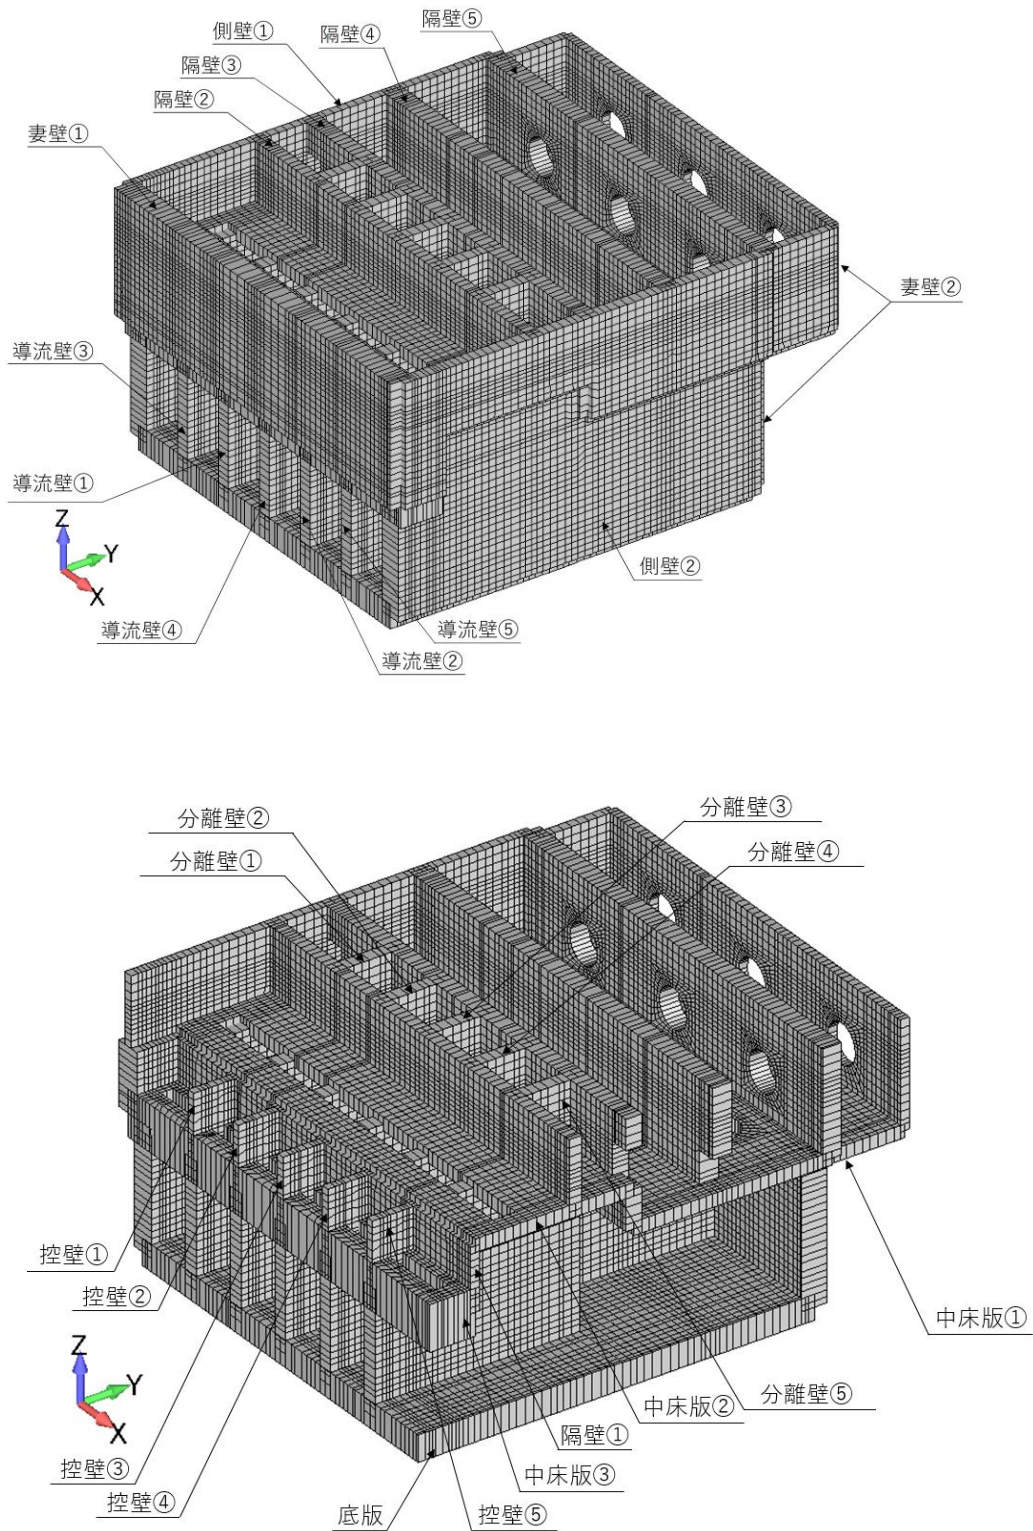 隔壁⑤
側壁①
隔壁④
隔壁③
隔壁②
妻壁①
妻壁②
導流壁③
導流壁①
Z
Y
X
側壁②
導流壁④
導流壁⑤
導流壁②
分離壁②
分離壁③
分離壁①
分離壁④
控壁①
控壁②
中床版①
Z
Y
X
分離壁⑤
中床版②
隔壁①
控壁③
中床版③
控壁④
底版
控壁⑤